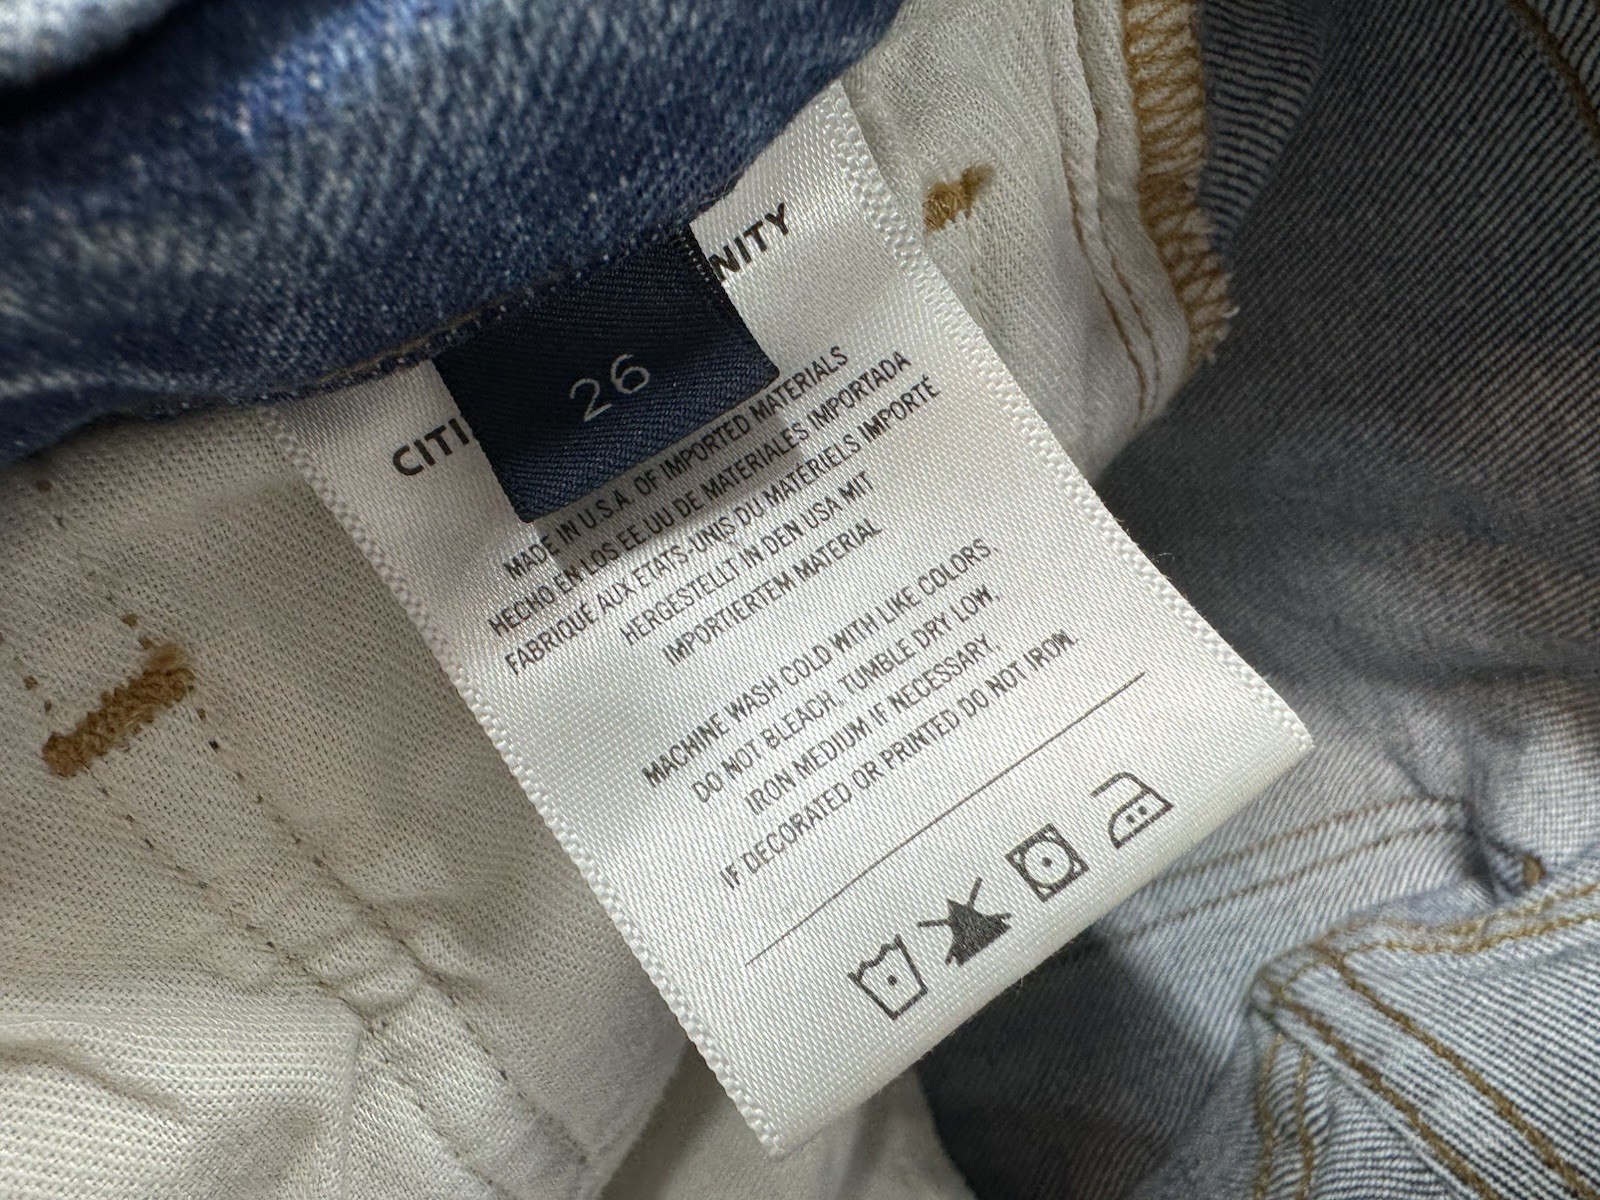 CITI
NITY
26
MADE IN U.S.A. OF IMPORTED MATERIALS
HECHO EN LOS EE.UU DE MATERIALES IMPORTADA
FABRIQUÉ AUX ETATS-UNIS DU MATÉRIELS IMPORTÉ
HERGESTELLT IN DEN USA MIT
IMPORTIERTEM MATERIAL
MACHINE WASH COLD WITH LIKE COLORS.
DO NOT BLEACH, TUMBLE DRY LOW,
IRON MEDIUM IF NECESSARY,
IF DECORATED OR PRINTED DO NOT IRON.